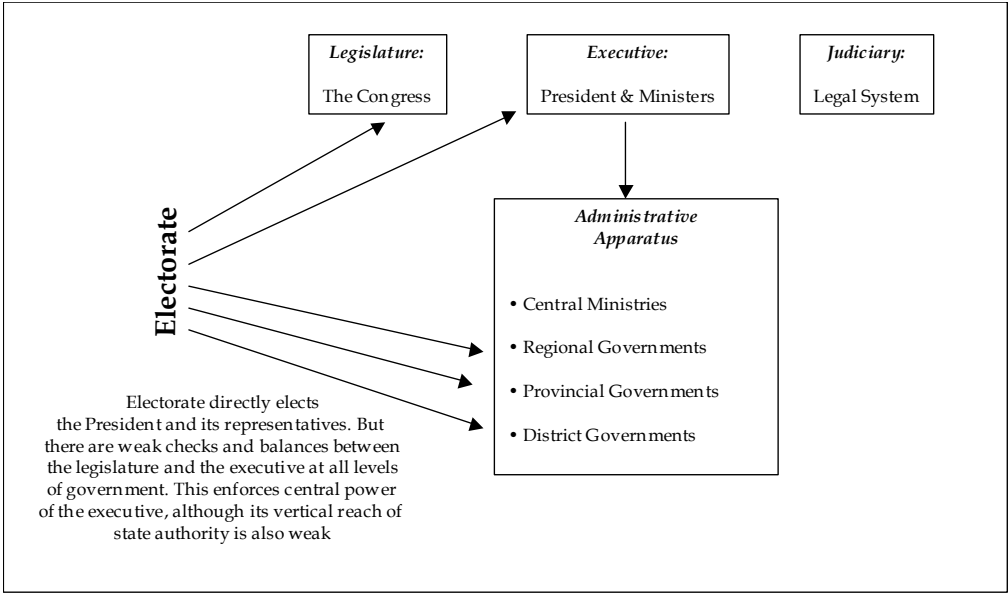 Legislature:
The Congress
Executive:
President & Ministers
Judiciary:
Legal System
Electorate
Administrative
Apparatus
• Central Ministries
• Regional Governments
• Provincial Governments
• District Governments
Electorate directly elects
the President and its representatives. But
there are weak checks and balances between
the legislature and the executive at all levels
of government. This enforces central power
of the executive, although its vertical reach of
state authority is also weak